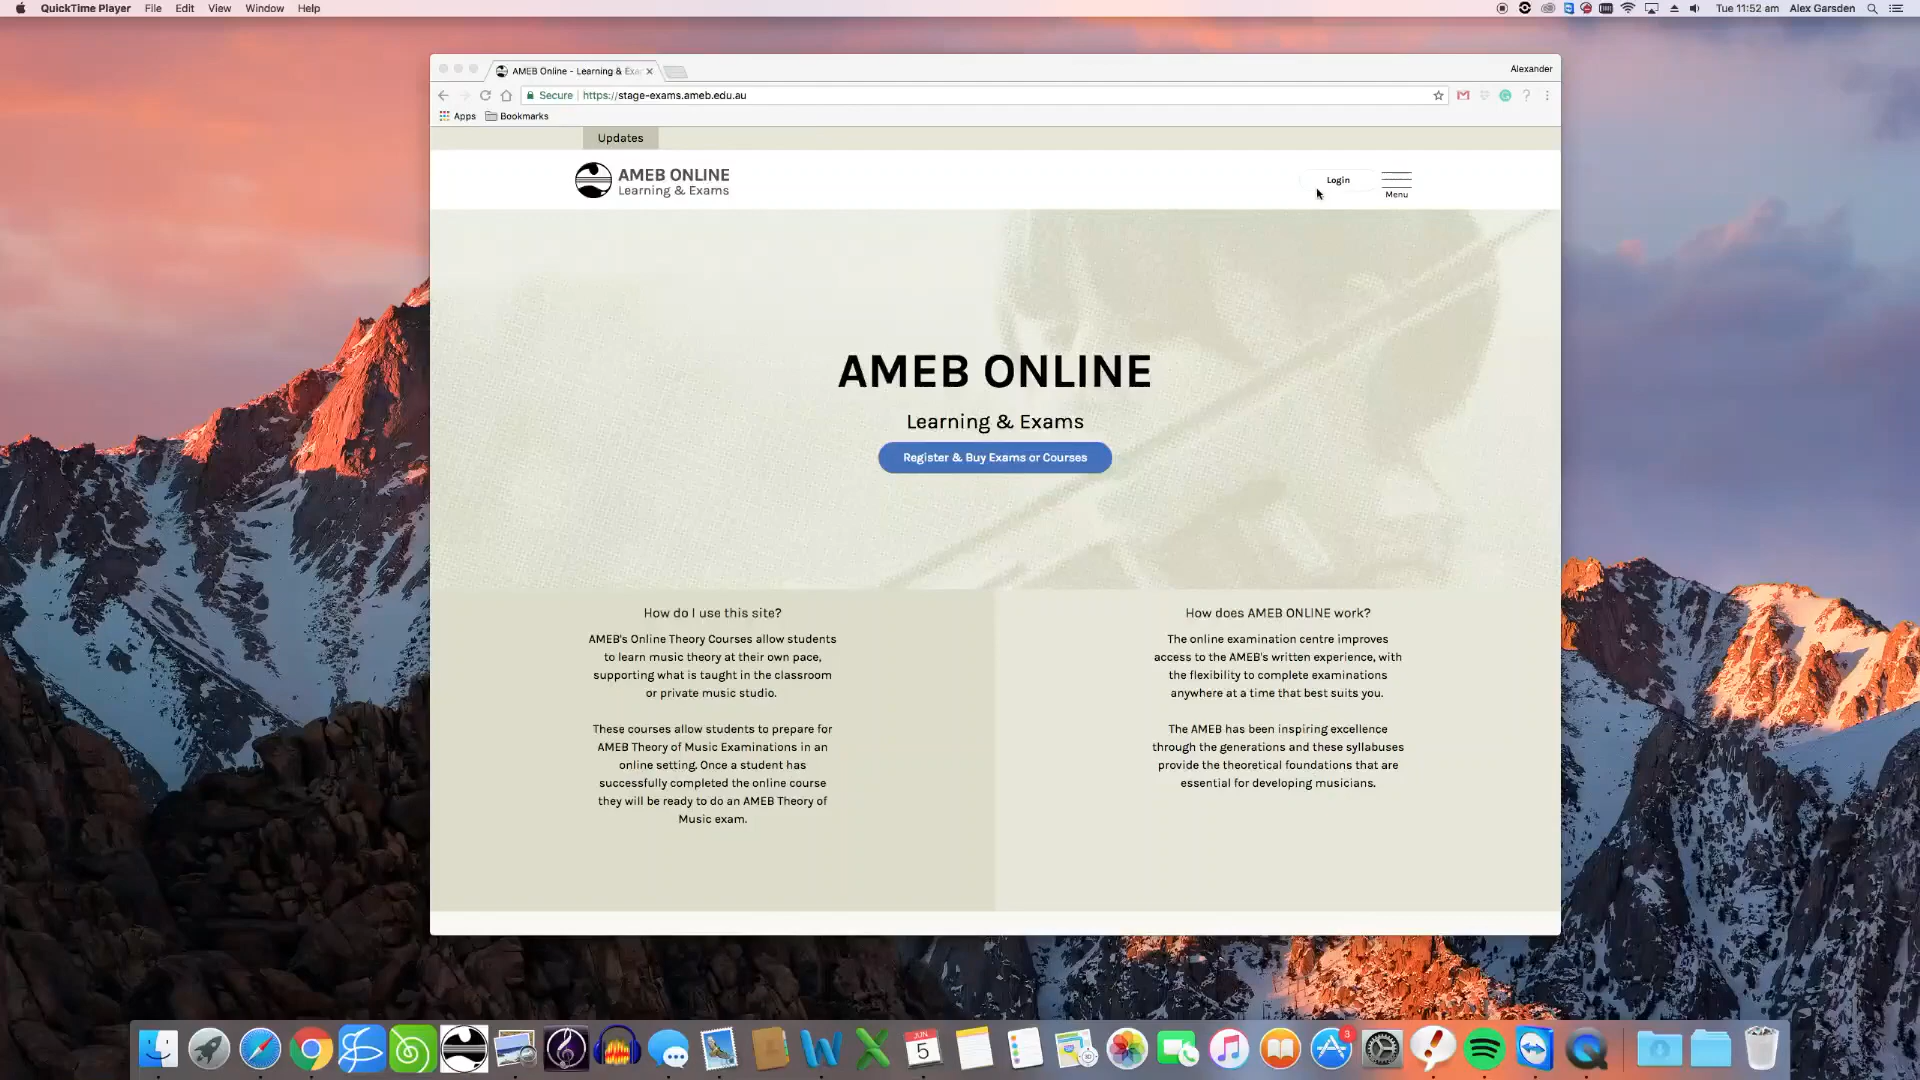 QuickTime Player File Edit View Window Help
Tue 11:52 am Alex Garsden
AMEB Online - Learning & Exa
Alexander
Secure https://stage-exams.ameb.edu.au
Apps Bookmarks
Updates
AMEB ONLINE
Learning & Exams
Login
Menu
AMEB ONLINE
Learning & Exams
Register & Buy Exams or Courses
How do I use this site?
AMEB's Online Theory Courses allow students
to learn music theory at their own pace,
supporting what is taught in the classroom
or private music studio.
These courses allow students to prepare for
AMEB Theory of Music Examinations in an
online setting. Once a student has
successfully completed the online course
they will be ready to do an AMEB Theory of
Music exam.
How does AMEB ONLINE work?
The online examination centre improves
access to the AMEB's written experience, with
the flexibility to complete examinations
anywhere at a time that best suits you.
The AMEB has been inspiring excellence
through the generations and these syllabuses
provide the theoretical foundations that are
essential for developing musicians.
JUN
5
3